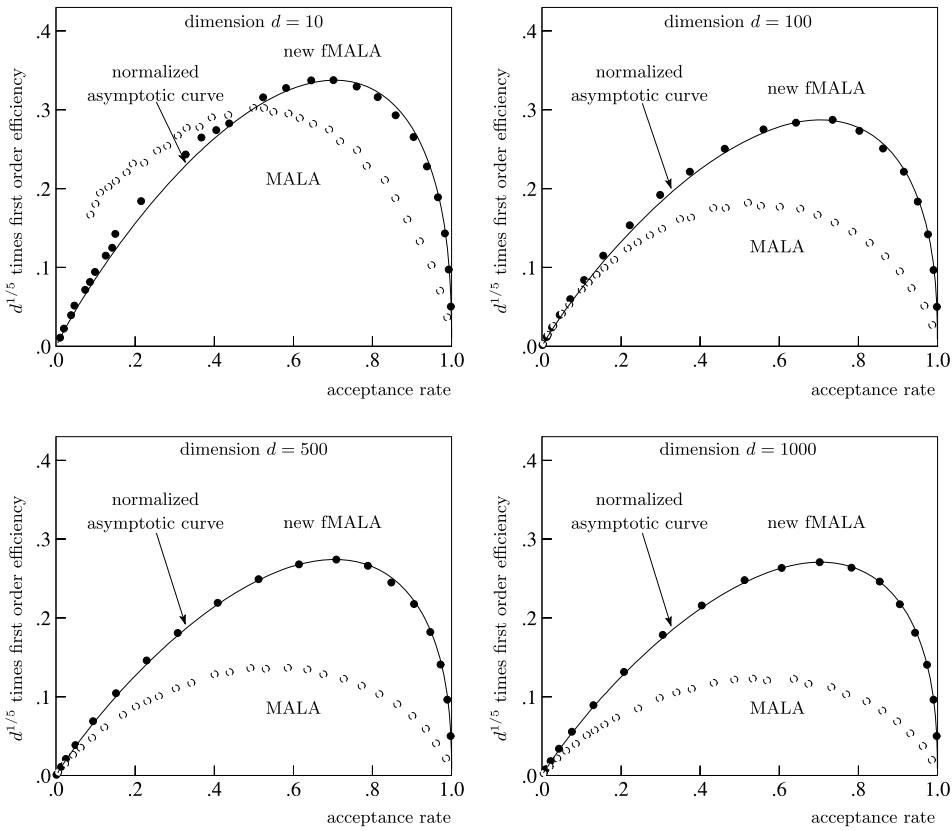 dimension d = 10
new fMALA
normalized
asymptotic curve
MALA
d^{1/5} times first order efficiency
.4
.3
.2
.1
.0
.0 .2 .4 .6 .8 1.0
acceptance rate
dimension d = 100
new fMALA
normalized
asymptotic curve
MALA
d^{1/5} times first order efficiency
.4
.3
.2
.1
.0
.0 .2 .4 .6 .8 1.0
acceptance rate
dimension d = 500
normalized
asymptotic curve
new fMALA
MALA
d^{1/5} times first order efficiency
.4
.3
.2
.1
.0
.0 .2 .4 .6 .8 1.0
acceptance rate
dimension d = 1000
normalized
asymptotic curve
new fMALA
MALA
d^{1/5} times first order efficiency
.4
.3
.2
.1
.0
.0 .2 .4 .6 .8 1.0
acceptance rate